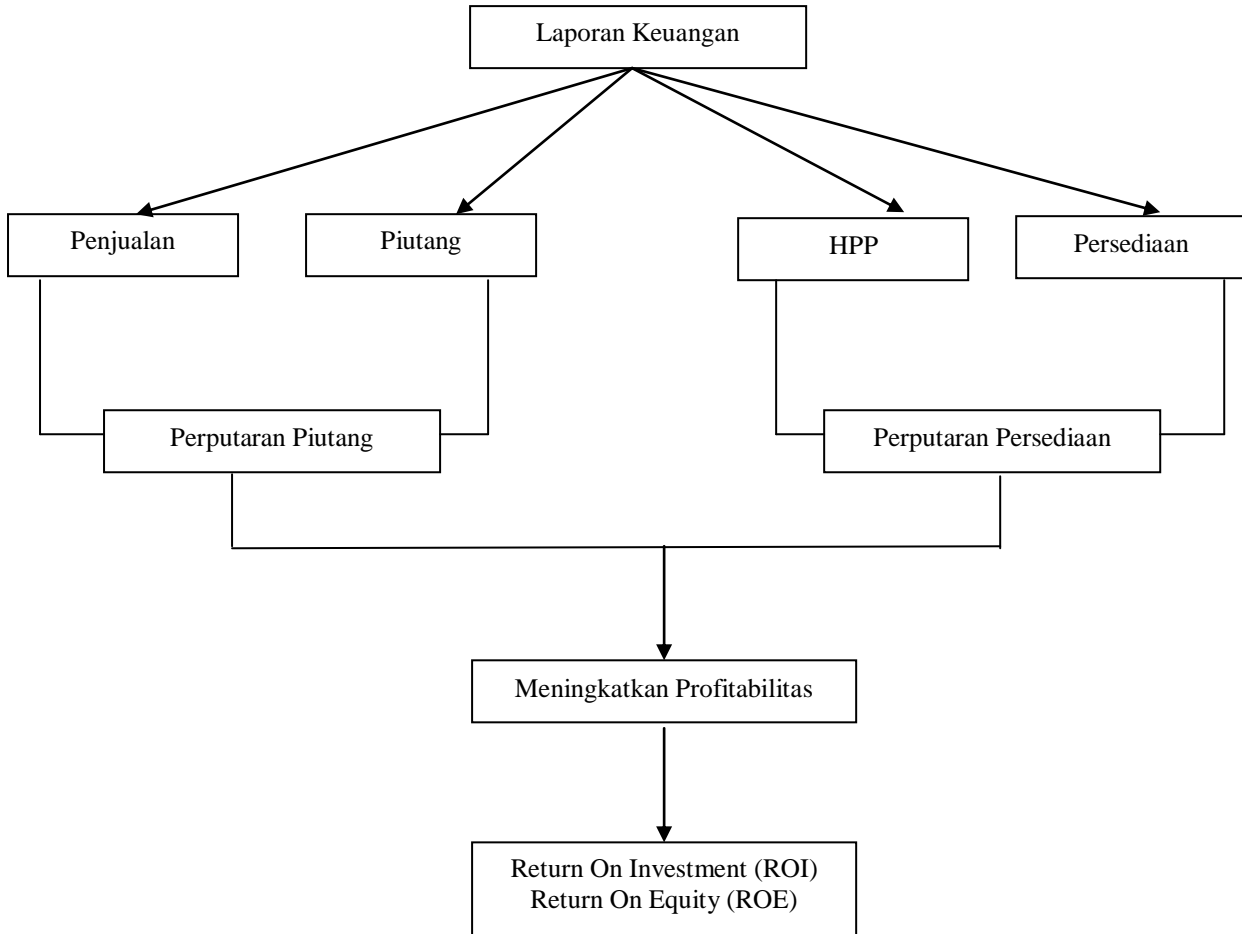 Laporan Keuangan
Penjualan
Piutang
HPP
Persediaan
Perputaran Piutang
Perputaran Persediaan
Meningkatkan Profitabilitas
Return On Investment (ROI)
Return On Equity (ROE)